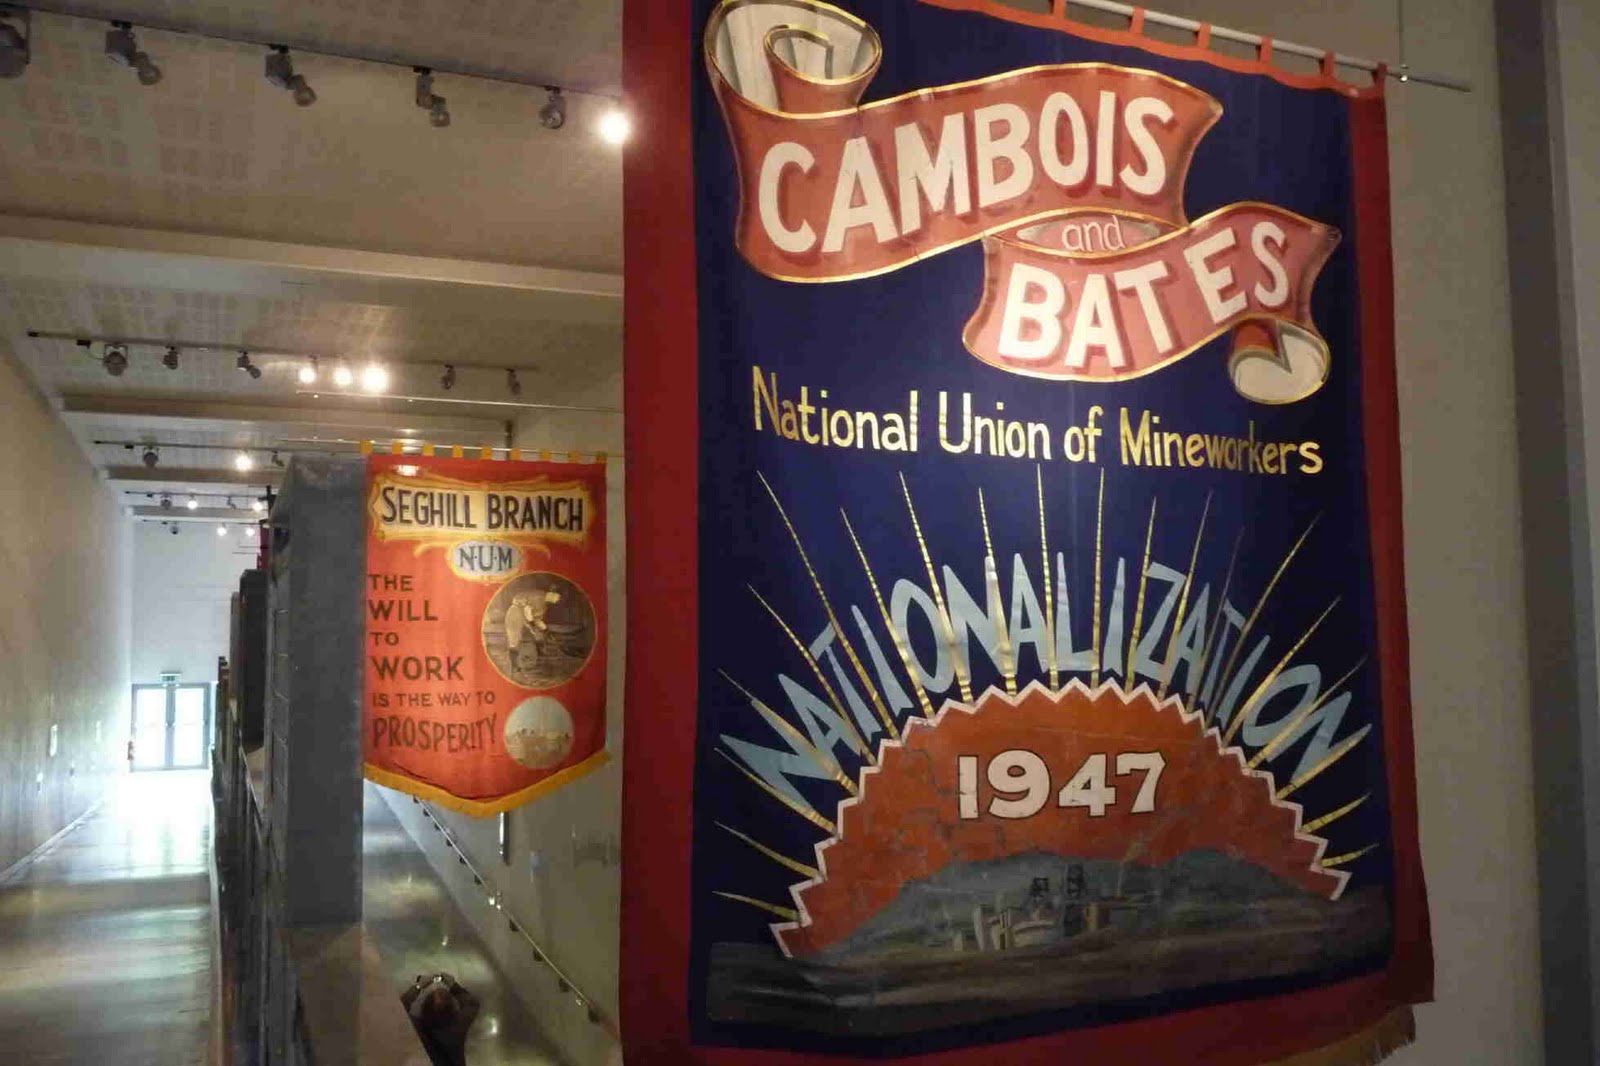 CAMBOIS
and
BATES
National Union of Mineworkers
NATIONALIZATION
1947
SEGHILL BRANCH
N·U·M
THE
WILL
TO
WORK
IS THE WAY TO
PROSPERITY